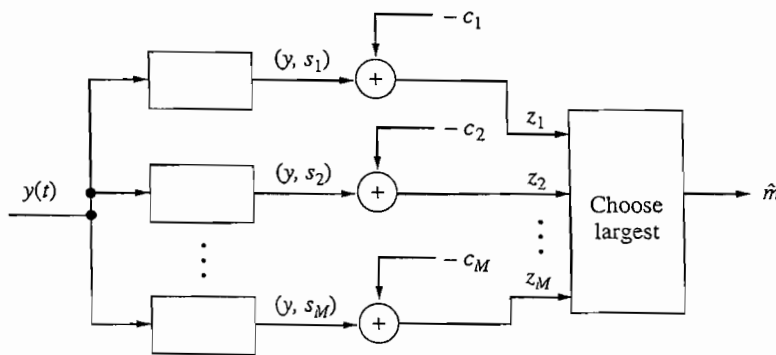 − c₁
(y, s₁)
+
z₁
− c₂
y(t)
(y, s₂)
+
z₂
Choose
largest
m̂
− c_M
(y, s_M)
+
z_M